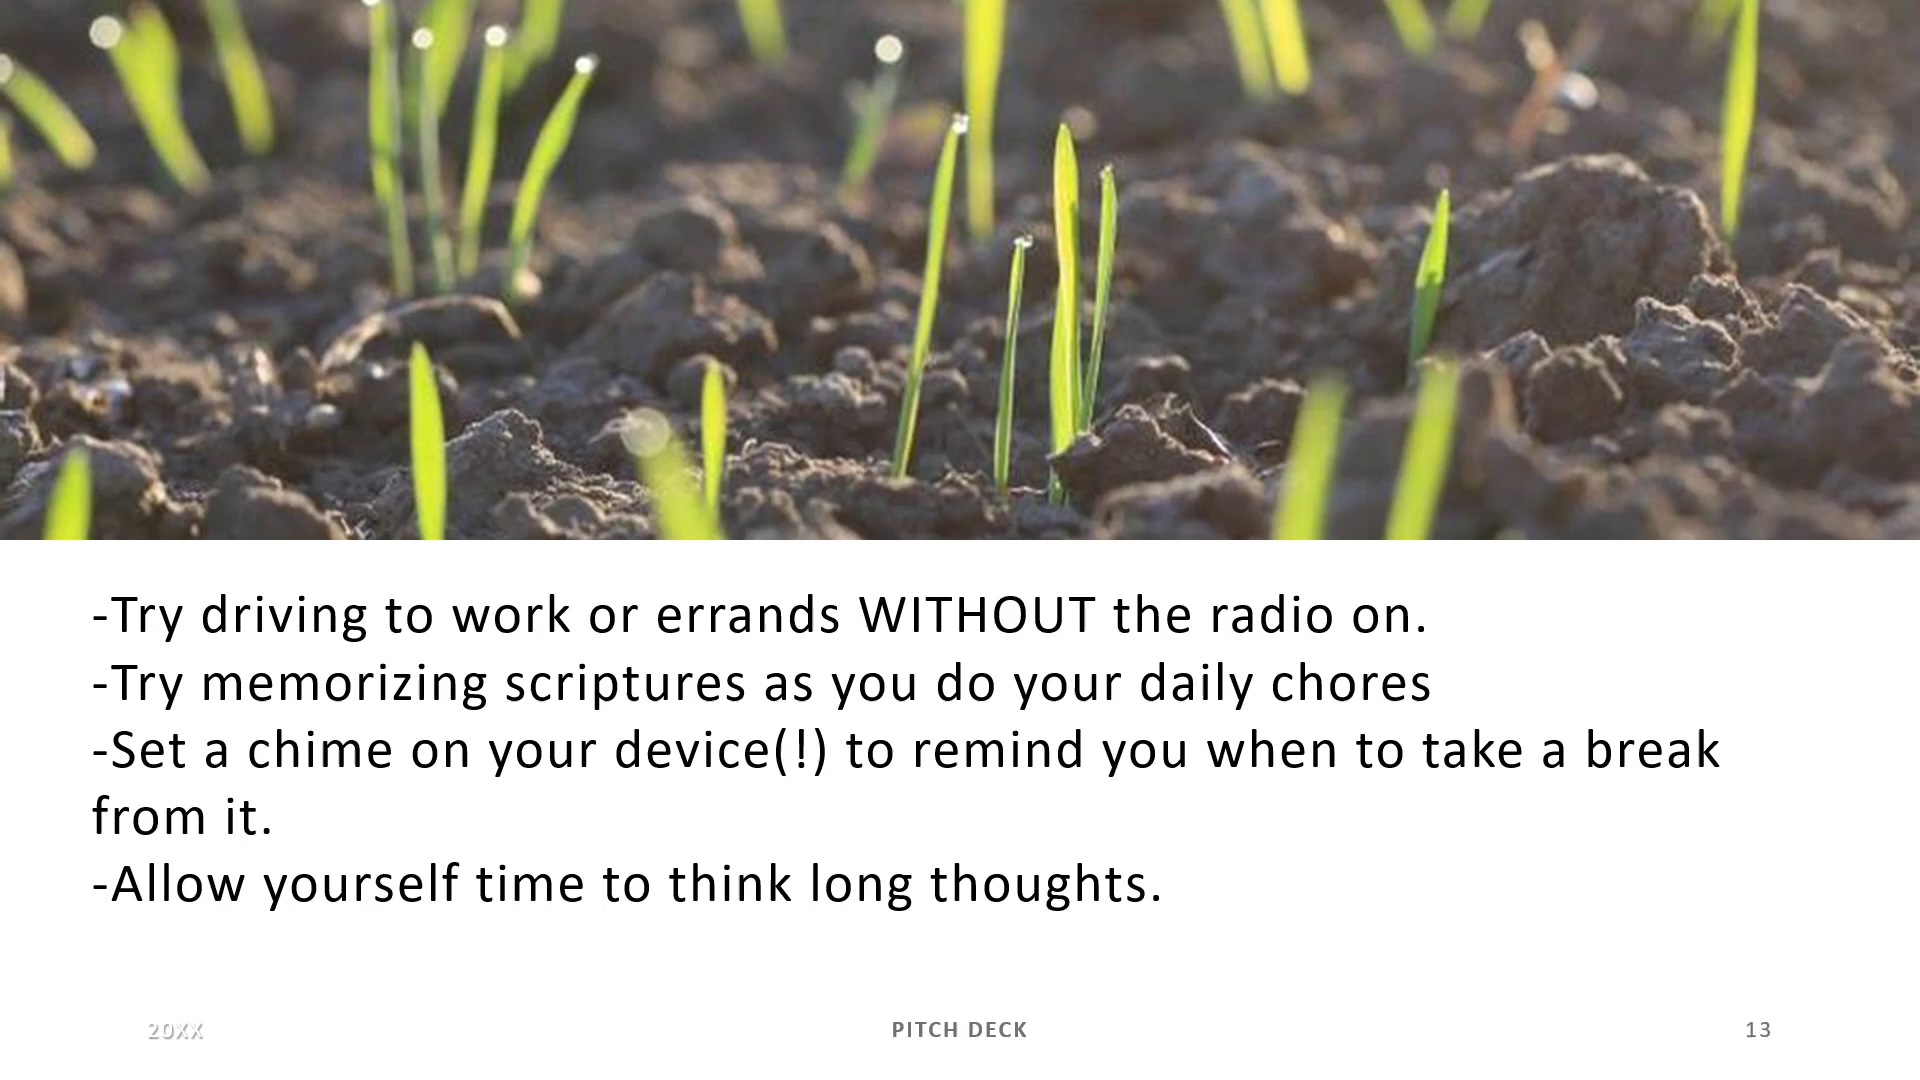 -Try driving to work or errands WITHOUT the radio on.
-Try memorizing scriptures as you do your daily chores
-Set a chime on your device(!) to remind you when to take a break
from it.
-Allow yourself time to think long thoughts.
20XX
PITCH DECK
13